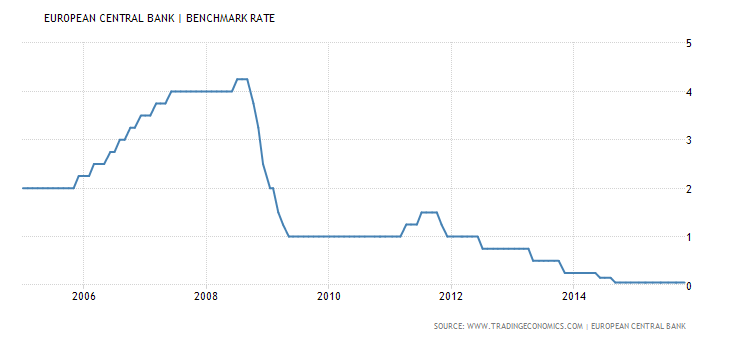 EUROPEAN CENTRAL BANK | BENCHMARK RATE
5
4
3
2
1
0
2006 2008 2010 2012 2014
SOURCE: WWW.TRADINGECONOMICS.COM | EUROPEAN CENTRAL BANK